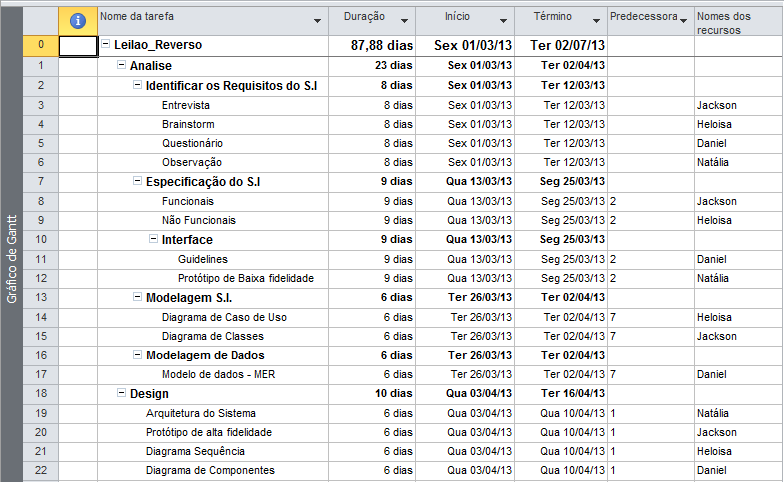 Nome da tarefa Duração Início Término Predecessora Nomes dos recursos
0 Leilao_Reverso 87,88 dias Sex 01/03/13 Ter 02/07/13
1 Analise 23 dias Sex 01/03/13 Ter 02/04/13
2 Identificar os Requisitos do S.I 8 dias Sex 01/03/13 Ter 12/03/13
3 Entrevista 8 dias Sex 01/03/13 Ter 12/03/13 Jackson
4 Brainstorm 8 dias Sex 01/03/13 Ter 12/03/13 Heloisa
5 Questionário 8 dias Sex 01/03/13 Ter 12/03/13 Daniel
6 Observação 8 dias Sex 01/03/13 Ter 12/03/13 Natália
7 Especificação do S.I 9 dias Qua 13/03/13 Seg 25/03/13
8 Funcionais 9 dias Qua 13/03/13 Seg 25/03/13 2 Jackson
9 Não Funcionais 9 dias Qua 13/03/13 Seg 25/03/13 2 Heloisa
10 Interface 9 dias Qua 13/03/13 Seg 25/03/13
11 Guidelines 9 dias Qua 13/03/13 Seg 25/03/13 2 Daniel
12 Protótipo de Baixa fidelidade 9 dias Qua 13/03/13 Seg 25/03/13 2 Natália
13 Modelagem S.I. 6 dias Ter 26/03/13 Ter 02/04/13
14 Diagrama de Caso de Uso 6 dias Ter 26/03/13 Ter 02/04/13 7 Heloisa
15 Diagrama de Classes 6 dias Ter 26/03/13 Ter 02/04/13 7 Jackson
16 Modelagem de Dados 6 dias Ter 26/03/13 Ter 02/04/13
17 Modelo de dados - MER 6 dias Ter 26/03/13 Ter 02/04/13 7 Daniel
18 Design 10 dias Qua 03/04/13 Ter 16/04/13
19 Arquitetura do Sistema 6 dias Qua 03/04/13 Qua 10/04/13 1 Natália
20 Protótipo de alta fidelidade 6 dias Qua 03/04/13 Qua 10/04/13 1 Jackson
21 Diagrama Sequência 6 dias Qua 03/04/13 Qua 10/04/13 1 Heloisa
22 Diagrama de Componentes 6 dias Qua 03/04/13 Qua 10/04/13 1 Daniel
Gráfico de Gantt